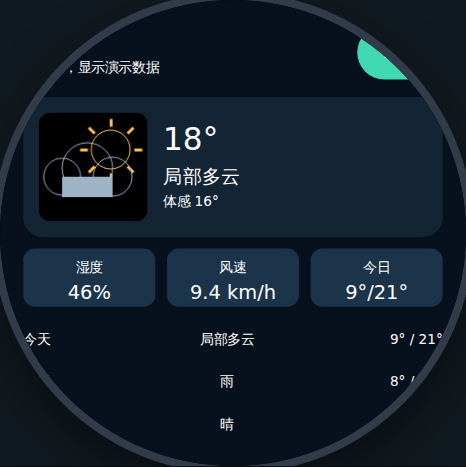 ，显示演示数据
18°
局部多云
体感 16°
湿度 风速 今日
46% 9.4 km/h 9°/21°
今天 局部多云 9° / 21°
雨 8° /
晴